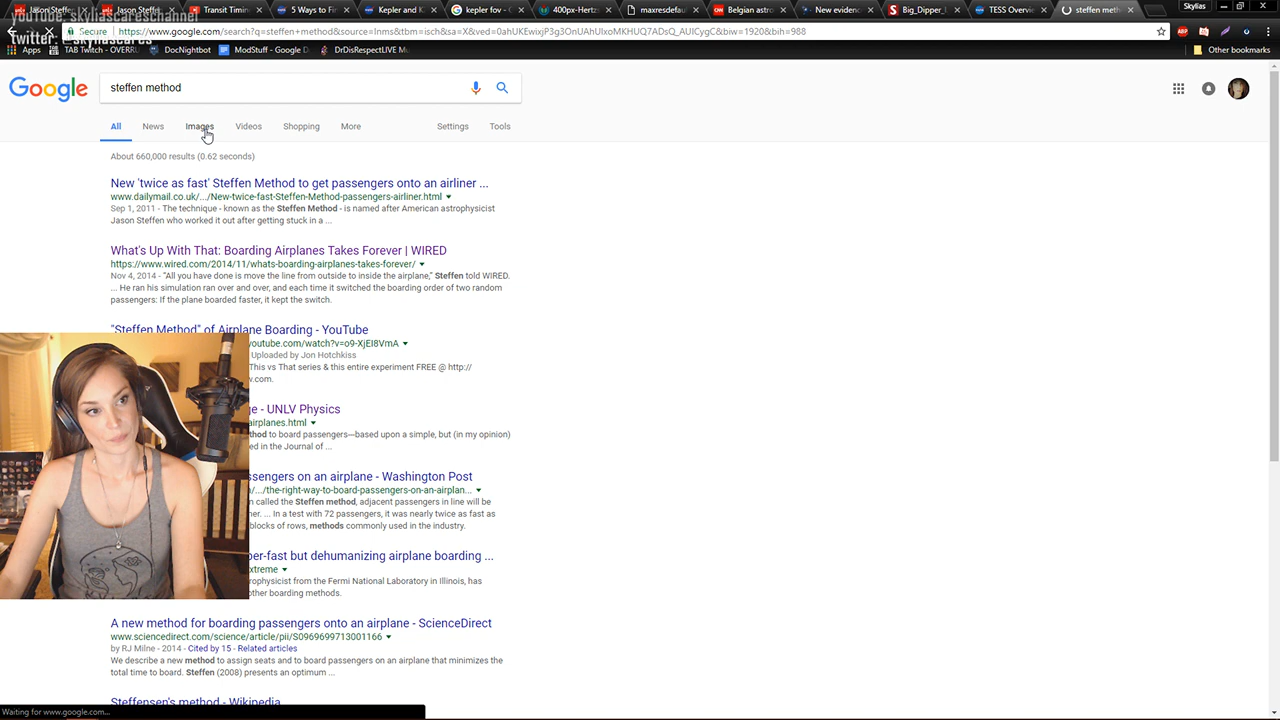 youtube: skyliascareschannel
twitter: skyliascares
Jason Steffen
Jason Steffen
Transit Timin
5 Ways to Fi
Kepler and K
kepler fov - G
400px-Hertzs
maxresdefau
Belgian astro
New evidenc
Big_Dipper_l
TESS Overview
steffen meth
Skylias
Secure
https://www.google.com/search?q=steffen+method&source=lnms&tbm=isch&sa=X&ved=0ahUKEwixjP3g3OnUAhUIxoMKHUQ7ADsQ_AUICygC&biw=1920&bih=988
Apps
TAB Twitch - OVERRU
DocNightbot
ModStuff - Google D
DrDisRespectLIVE M
Other bookmarks
Google
steffen method
All
News
Images
Videos
Shopping
More
Settings
Tools
About 660,000 results (0.62 seconds)
New 'twice as fast' Steffen Method to get passengers onto an airliner ...
www.dailymail.co.uk/.../New-twice-fast-Steffen-Method-passengers-airliner.html
Sep 1, 2011 - The technique - known as the Steffen Method - is named after American astrophysicist
Jason Steffen who worked it out after getting stuck in a ...
What's Up With That: Boarding Airplanes Takes Forever | WIRED
https://www.wired.com/2014/11/whats-boarding-airplanes-takes-forever/
Nov 4, 2014 - "All you have done is move the line from outside to inside the airplane," Steffen told WIRED.
... He ran his simulation ran over and over, and each time it switched the boarding order of two random
passengers: If the plane boarded faster, it kept the switch.
"Steffen Method" of Airplane Boarding - YouTube
youtube.com/watch?v=o9-XjEI8VmA
Uploaded by Jon Hotchkiss
This vs That series & this entire experiment FREE @ http://
w.com.
ge - UNLV Physics
airplanes.html
hod to board passengers—based upon a simple, but (in my opinion)
ed in the Journal of ...
ssengers on an airplane - Washington Post
/.../the-right-way-to-board-passengers-on-an-airplan...
n called the Steffen method, adjacent passengers in line will be
ner. ... In a test with 72 passengers, it was nearly twice as fast as
blocks of rows, methods commonly used in the industry.
per-fast but dehumanizing airplane boarding ...
xtreme
trophysicist from the Fermi National Laboratory in Illinois, has
other boarding methods.
A new method for boarding passengers onto an airplane - ScienceDirect
www.sciencedirect.com/science/article/pii/S0969699713001166
by RJ Milne - 2014 - Cited by 15 - Related articles
We describe a new method to assign seats and to board passengers on an airplane that minimizes the
total time to board. Steffen (2008) presents an optimum ...
Steffensen's method - Wikipedia
Waiting for www.google.com...